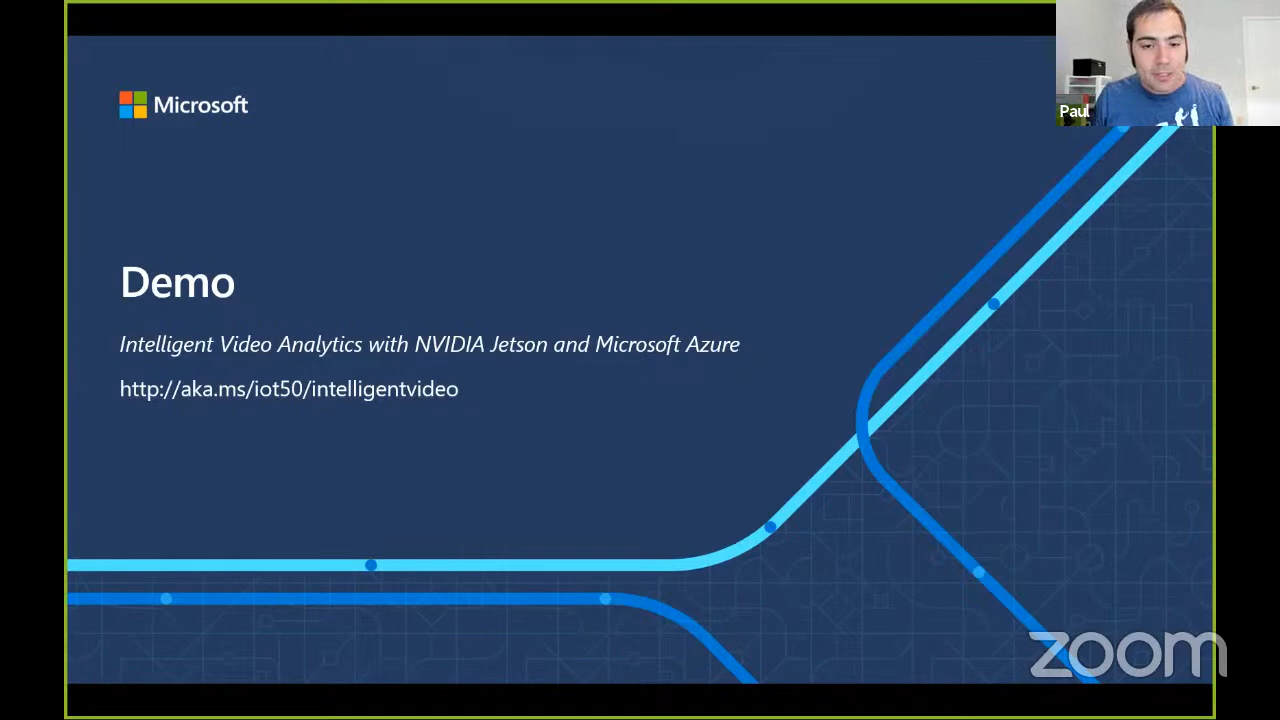 Microsoft
Paul
Demo
Intelligent Video Analytics with NVIDIA Jetson and Microsoft Azure
http://aka.ms/iot50/intelligentvideo
zoom